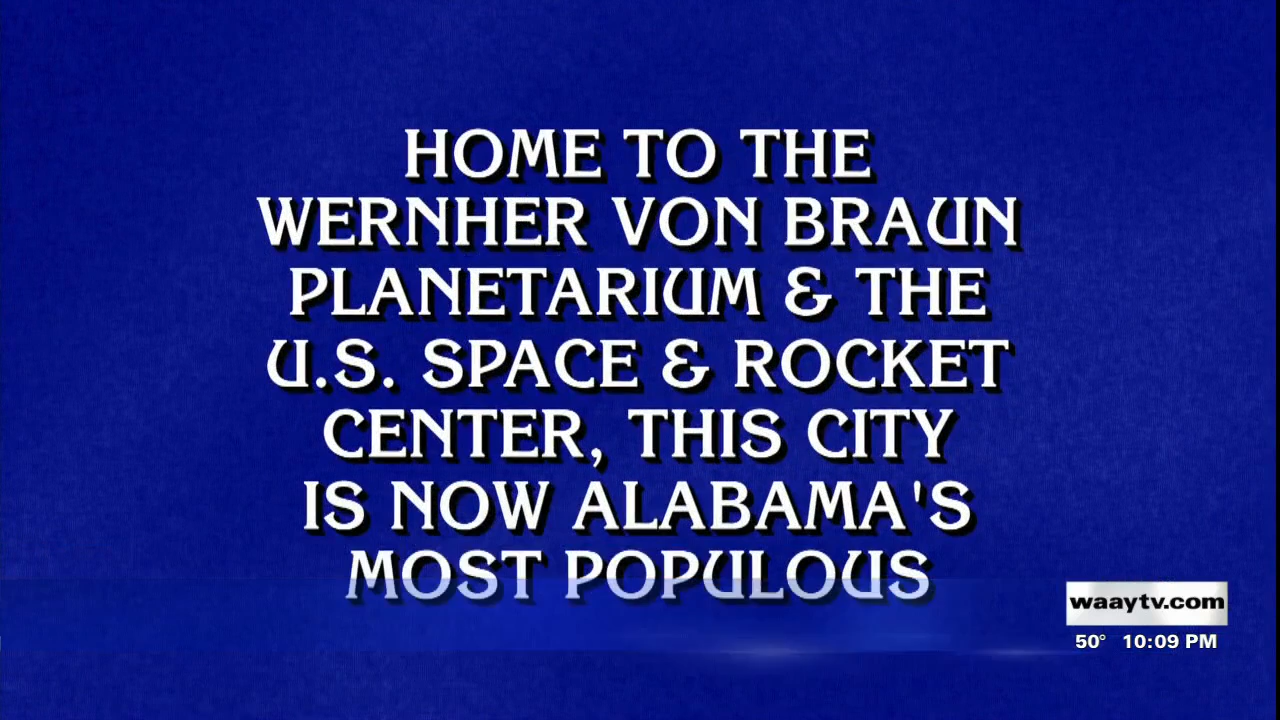 HOME TO THE
WERNHER VON BRAUN
PLANETARIUM & THE
U.S. SPACE & ROCKET
CENTER, THIS CITY
IS NOW ALABAMA'S
MOST POPULOUS
waaytv.com
50° 10:09 PM